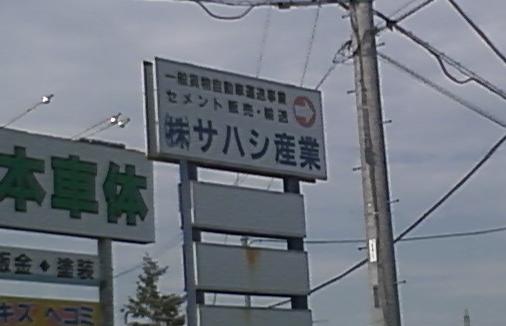 一般貨物自動車運送事業
セメント販売・輸送
㈱サハシ産業
本車体
鈑金・塗装
キズ ヘコミ